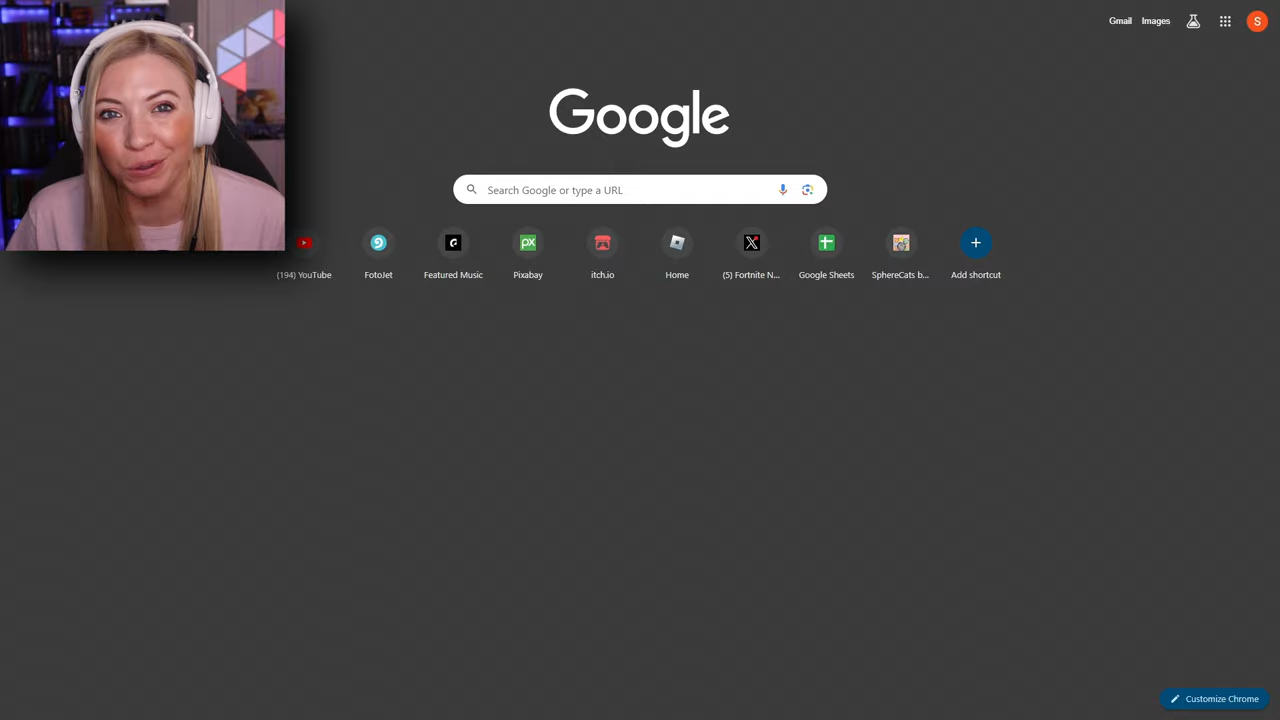 Gmail
Images
S
Google
Search Google or type a URL
(194) YouTube
FotoJet
Featured Music
Pixabay
itch.io
Home
(5) Fortnite N...
Google Sheets
SphereCats b...
Add shortcut
px
Customize Chrome